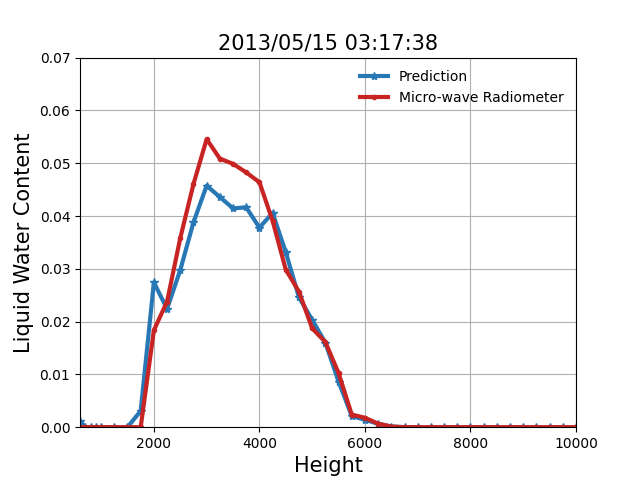 2013/05/15 03:17:38
0.07
0.06
0.05
0.04
0.03
0.02
0.01
0.00
Liquid Water Content
Prediction
Micro-wave Radiometer
2000 4000 6000 8000 10000
Height